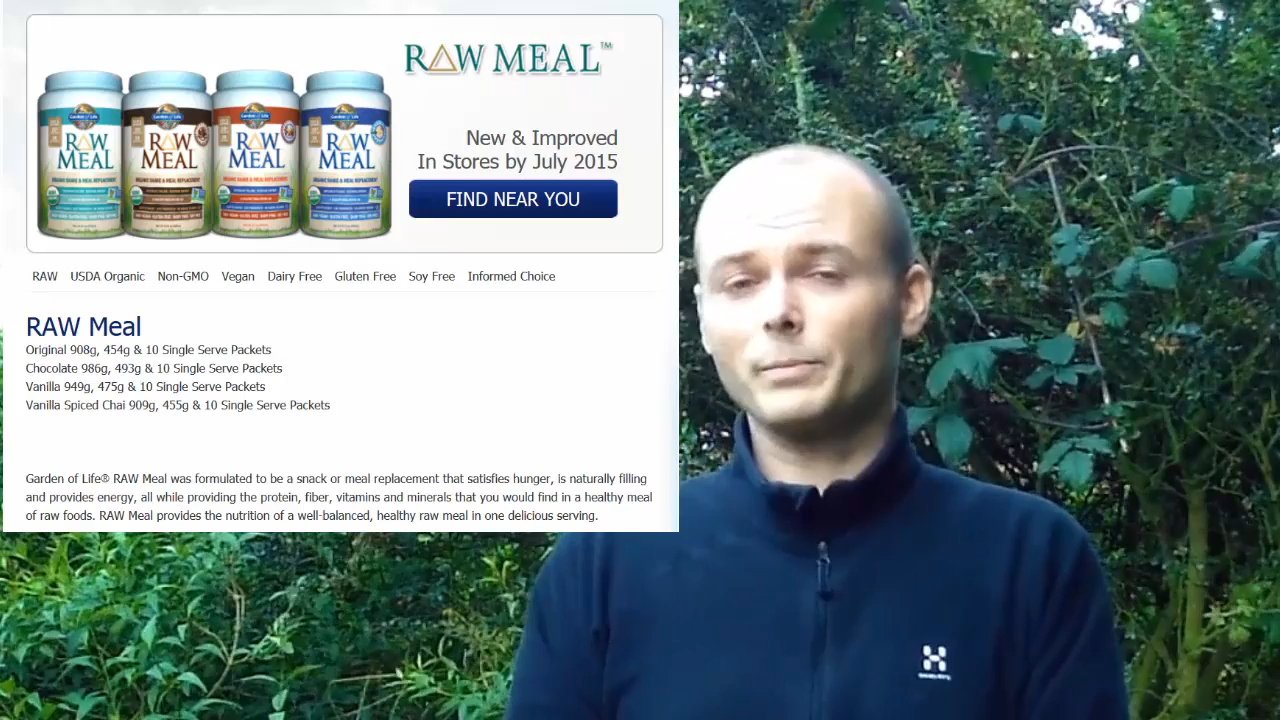 RAW MEAL™
RAW MEAL
RAW MEAL
RAW MEAL
RAW MEAL
New & Improved
In Stores by July 2015
FIND NEAR YOU
RAW USDA Organic Non-GMO Vegan Dairy Free Gluten Free Soy Free Informed Choice
RAW Meal
Original 908g, 454g & 10 Single Serve Packets
Chocolate 986g, 493g & 10 Single Serve Packets
Vanilla 949g, 475g & 10 Single Serve Packets
Vanilla Spiced Chai 909g, 455g & 10 Single Serve Packets
Garden of Life® RAW Meal was formulated to be a snack or meal replacement that satisfies hunger, is naturally filling
and provides energy, all while providing the protein, fiber, vitamins and minerals that you would find in a healthy meal
of raw foods. RAW Meal provides the nutrition of a well-balanced, healthy raw meal in one delicious serving.